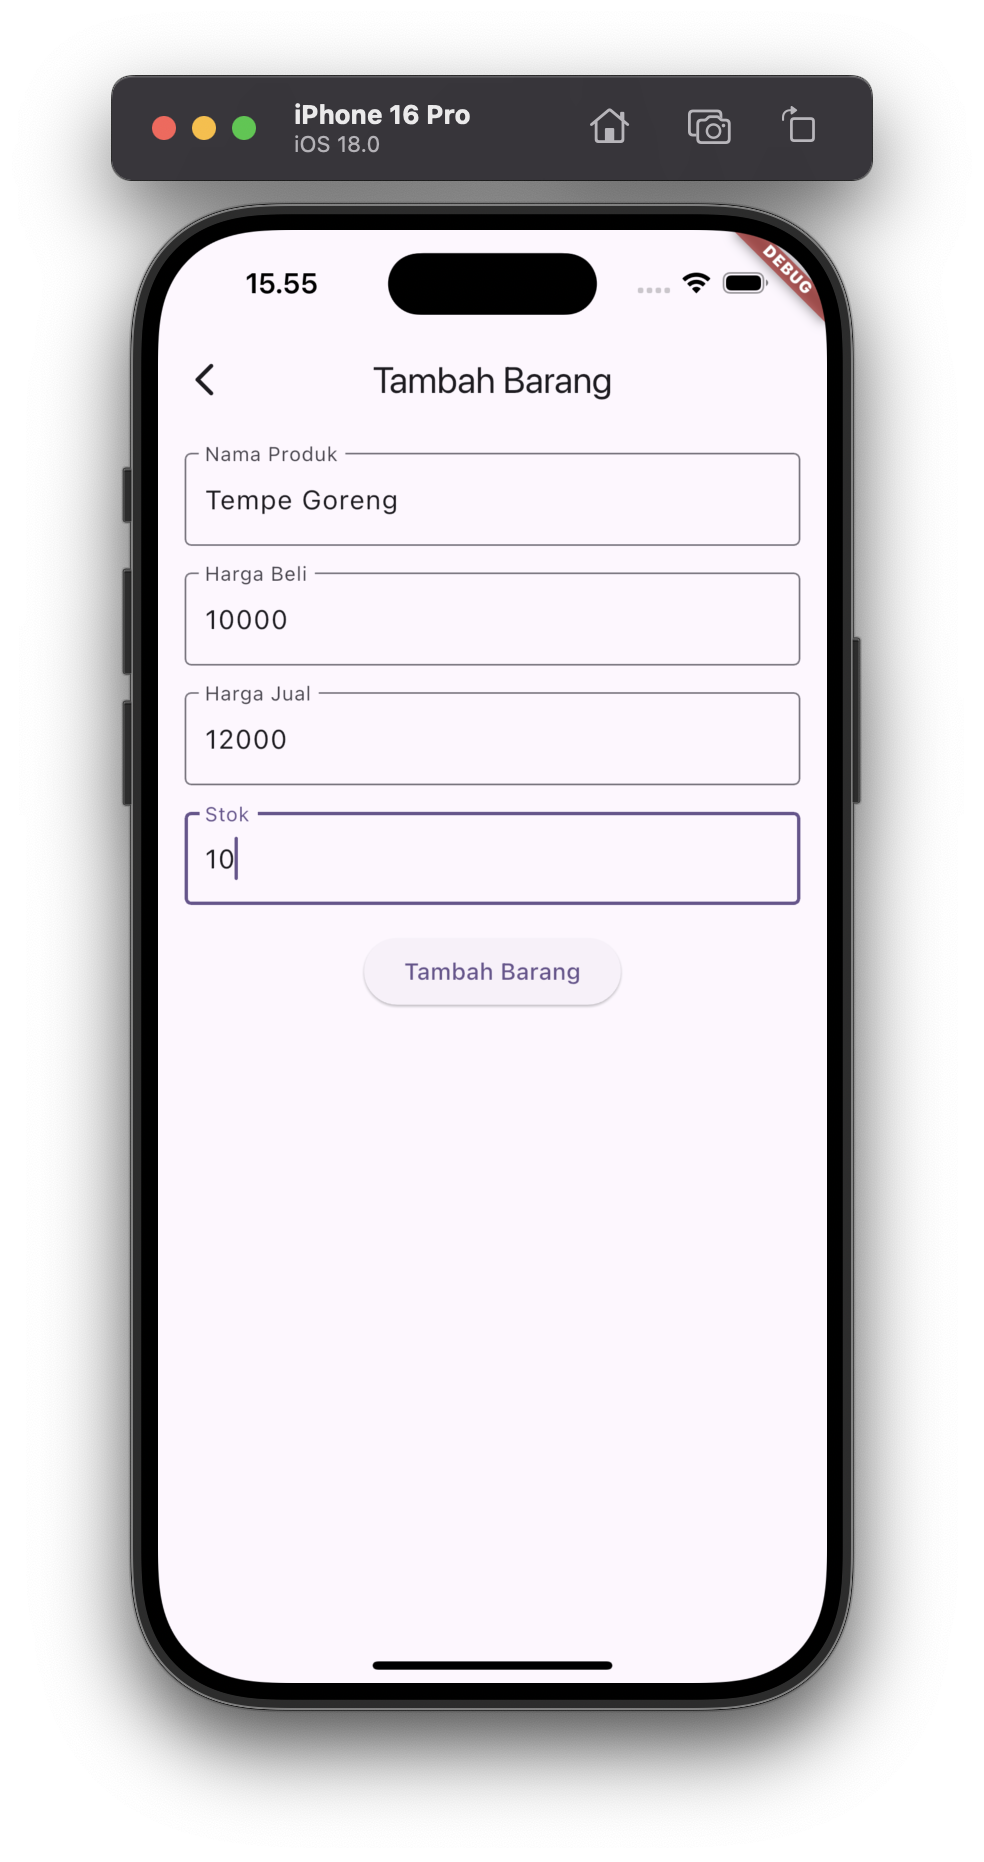 iPhone 16 Pro
iOS 18.0
15.55
DEBUG
Tambah Barang
Nama Produk
Tempe Goreng
Harga Beli
10000
Harga Jual
12000
Stok
10
Tambah Barang